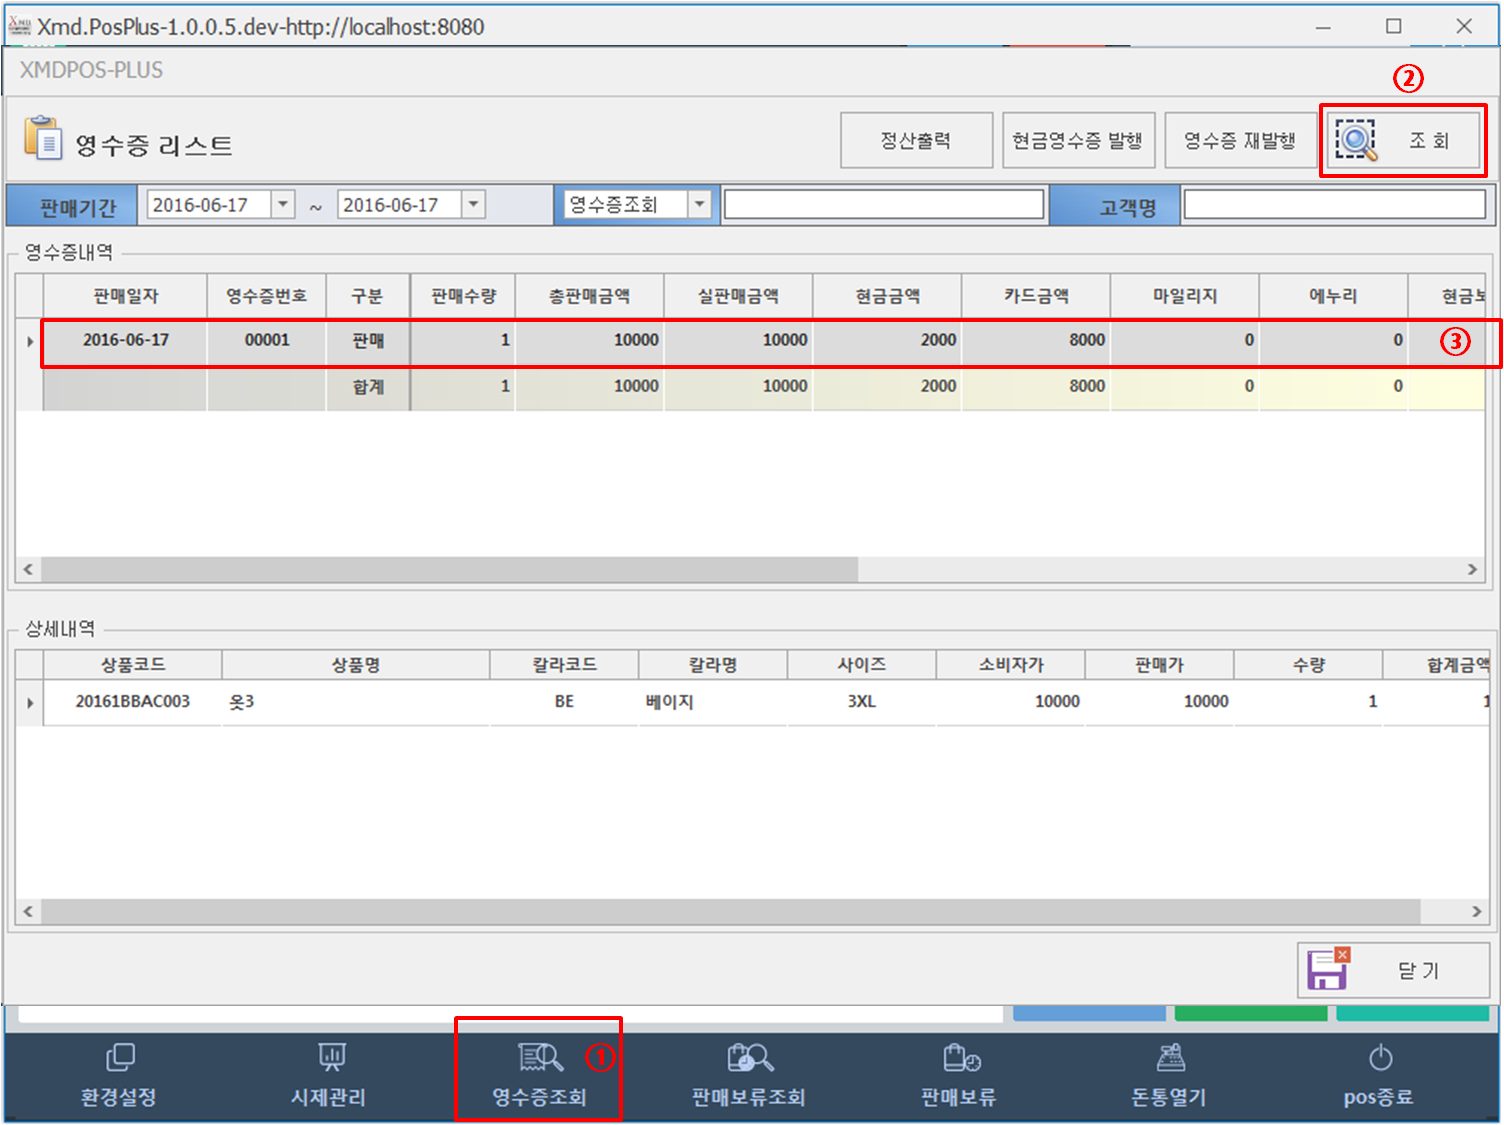 Xmd.PosPlus-1.0.0.5.dev-http://localhost:8080
XMDPOS-PLUS
②
영수증 리스트 정산출력 현금영수증 발행 영수증 재발행 조 회
판매기간 2016-06-17 ~ 2016-06-17 영수증조회 고객명
영수증내역
판매일자 영수증번호 구분 판매수량 총판매금액 실판매금액 현금금액 카드금액 마일리지 에누리 현금보
2016-06-17 00001 판매 1 10000 10000 2000 8000 0 0 ③
합계 1 10000 10000 2000 8000 0 0
상세내역
상품코드 상품명 칼라코드 칼라명 사이즈 소비자가 판매가 수량 합계금액
20161BBAC003 옷3 BE 베이지 3XL 10000 10000 1 1
닫 기
①
환경설정 시제관리 영수증조회 판매보류조회 판매보류 돈통열기 pos종료